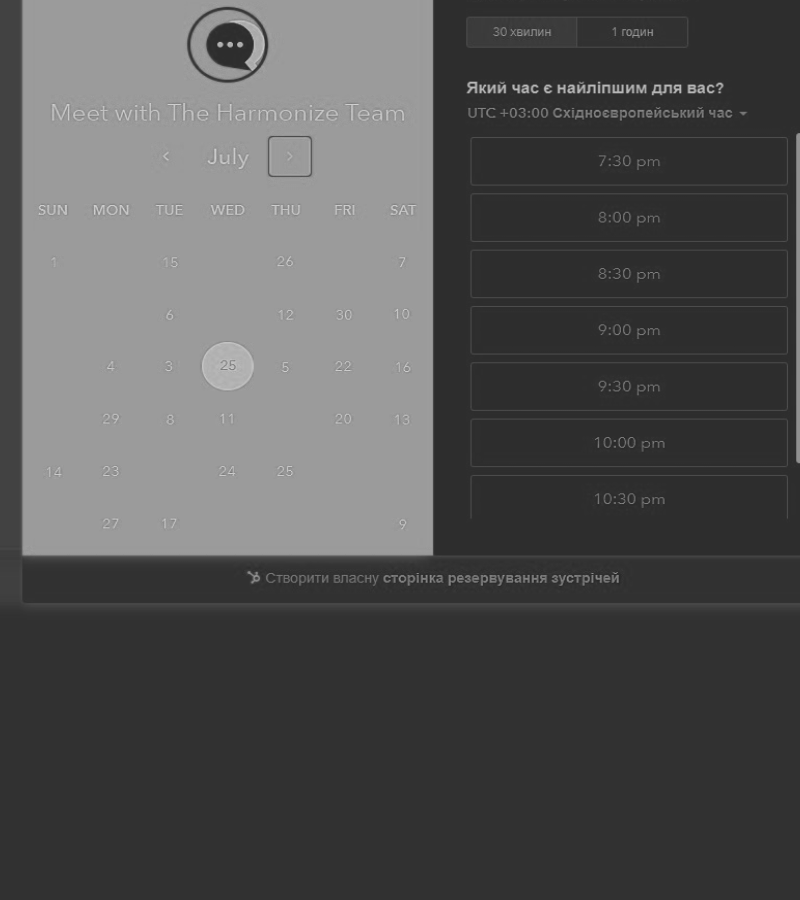 Meet with The Harmonize Team
July
SUN MON TUE WED THU FRI SAT
1 15 26 7
6 12 30 10
4 3 25 5 22 16
29 8 11 20 13
14 23 24 25
27 17 9
30 хвилин 1 годин
Який час є найліпшим для вас?
UTC +03:00 Східноєвропейський час
7:30 pm
8:00 pm
8:30 pm
9:00 pm
9:30 pm
10:00 pm
10:30 pm
Створити власну сторінка резервування зустрічей